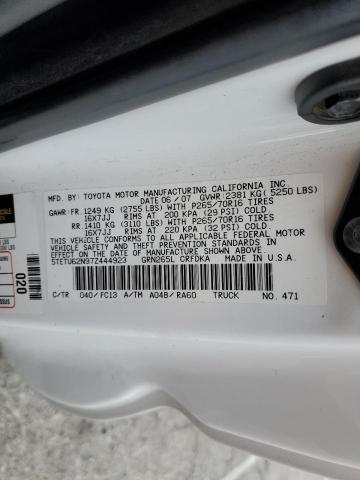 MFD. BY: TOYOTA MOTOR MANUFACTURING CALIFORNIA INC.
DATE 06/07 GVWR:2381 KG(5250 LBS)
GAWR:FR.1249 KG (2755 LBS) WITH P265/70R16 TIRES
16X7JJ RIMS AT 200 KPA (29 PSI) COLD
RR.1410 KG (3110 LBS) WITH P265/70R16 TIRES
16X7JJ RIMS AT 220 KPA (32 PSI) COLD.
THIS VEHICLE CONFORMS TO ALL APPLICABLE FEDERAL MOTOR
VEHICLE SAFETY AND THEFT PREVENTION STANDARDS IN
EFFECT ON THE DATE OF MANUFACTURE SHOWN ABOVE.
5TETU62N97Z444923 GRN265L CRFDKA MADE IN U.S.A.
C/TR 040/FC13 A/TM A04B/RA60 TRUCK NO. 471
020